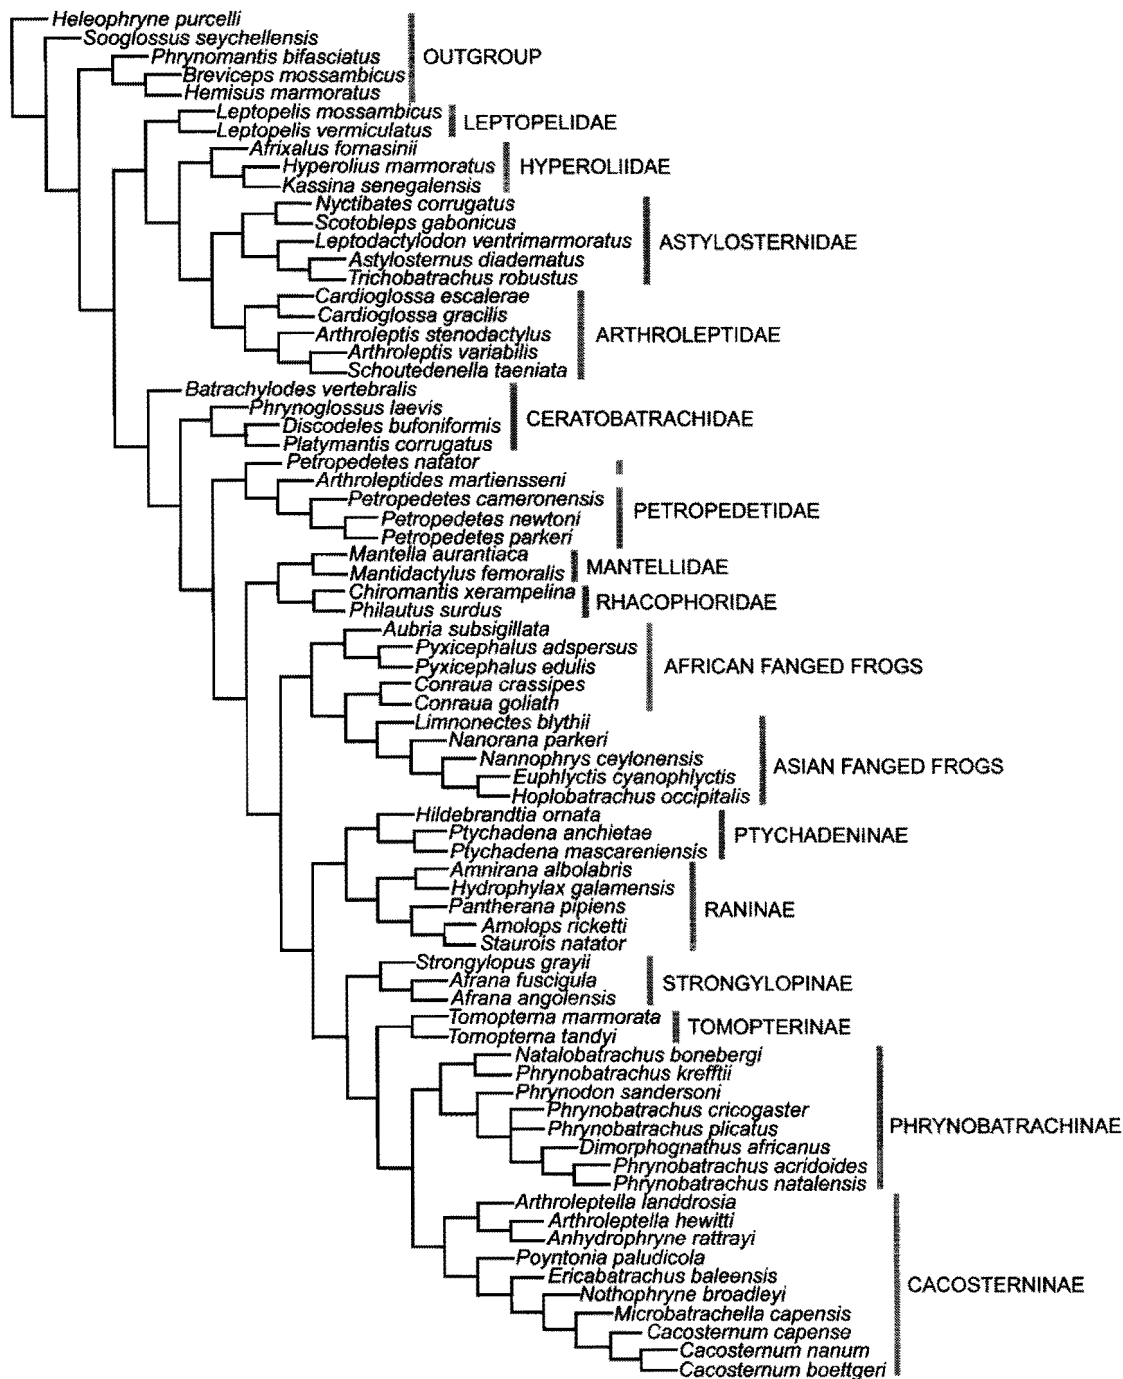 Heleophryne purcelli
Sooglossus seychellensis
Phrynomantis bifasciatus
OUTGROUP
Breviceps mossambicus
Hemisus marmoratus
Leptopelis mossambicus
LEPTOPELIDAE
Leptopelis vermiculatus
Afrixalus fornasinii
Hyperolius marmoratus
HYPEROLIIDAE
Kassina senegalensis
Nyctibates corrugatus
Scotobleps gabonicus
Leptodactylodon ventrimarmoratus
ASTYLOSTERNIDAE
Astylosternus diadematus
Trichobatrachus robustus
Cardioglossa escalerae
Cardioglossa gracilis
Arthroleptis stenodactylus
ARTHROLEPTIDAE
Arthroleptis variabilis
Schoutedenella taeniata
Batrachylodes vertebralis
Phrynoglossus laevis
CERATOBATRACHIDAE
Discodeles bufoniformis
Platymantis corrugatus
Petropedetes natator
Arthroleptides martiensseni
Petropedetes cameronensis
PETROPEDETIDAE
Petropedetes newtoni
Petropedetes parkeri
Mantella aurantiaca
MANTELLIDAE
Mantidactylus femoralis
Chiromantis xerampelina
RHACOPHORIDAE
Philautus surdus
Aubria subsigillata
Pyxicephalus adspersus
Pyxicephalus edulis
AFRICAN FANGED FROGS
Conraua crassipes
Conraua goliath
Limnonectes blythii
Nanorana parkeri
Nannophrys ceylonensis
ASIAN FANGED FROGS
Euphlyctis cyanophlyctis
Hoplobatrachus occipitalis
Hildebrandtia ornata
Ptychadena anchietae
PTYCHADENINAE
Ptychadena mascareniensis
Amnirana albolabris
Hydrophylax galamensis
Pantherana pipiens
RANINAE
Amolops ricketti
Staurois natator
Strongylopus grayii
Afrana fuscigula
STRONGYLOPINAE
Afrana angolensis
Tomopterna marmorata
TOMOPTERINAE
Tomopterna tandyi
Natalobatrachus bonebergi
Phrynobatrachus krefftii
Phrynodon sandersoni
Phrynobatrachus cricogaster
Phrynobatrachus plicatus
PHRYNOBATRACHINAE
Dimorphognathus africanus
Phrynobatrachus acridoides
Phrynobatrachus natalensis
Arthroleptella landdrosia
Arthroleptella hewitti
Anhydrophryne rattrayi
Poyntonia paludicola
Ericabatrachus baleensis
CACOSTERNINAE
Nothophryne broadleyi
Microbatrachella capensis
Cacosternum capense
Cacosternum nanum
Cacosternum boettgeri